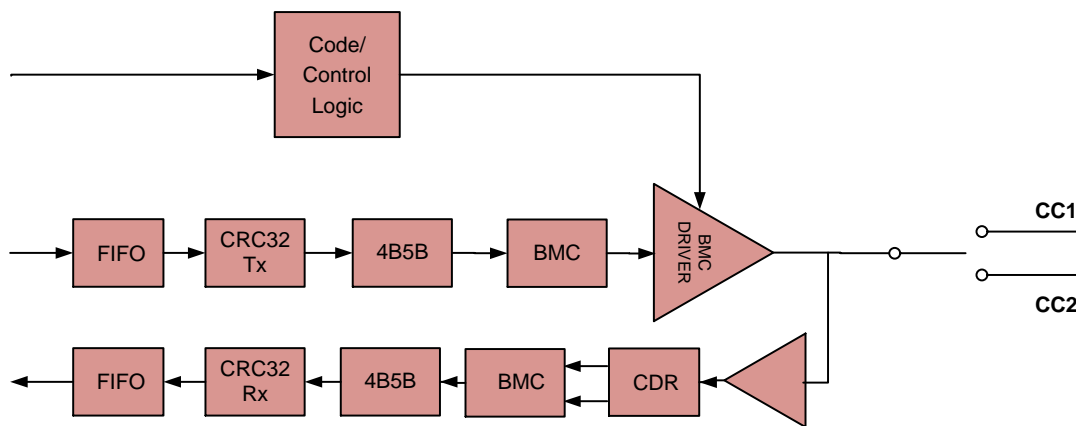 Code/
Control
Logic
FIFO
CRC32
Tx
4B5B
BMC
BMC
DRIVER
CC1
CC2
FIFO
CRC32
Rx
4B5B
BMC
CDR